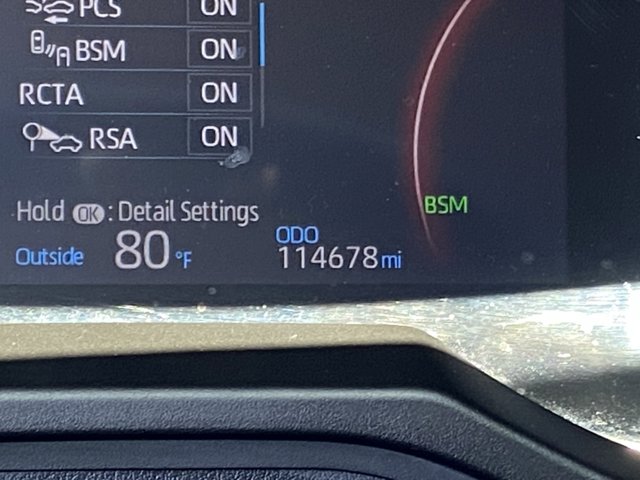 PCS ON
BSM ON
RCTA ON
RSA ON
Hold OK : Detail Settings
BSM
Outside 80 °F
ODO
114678 mi